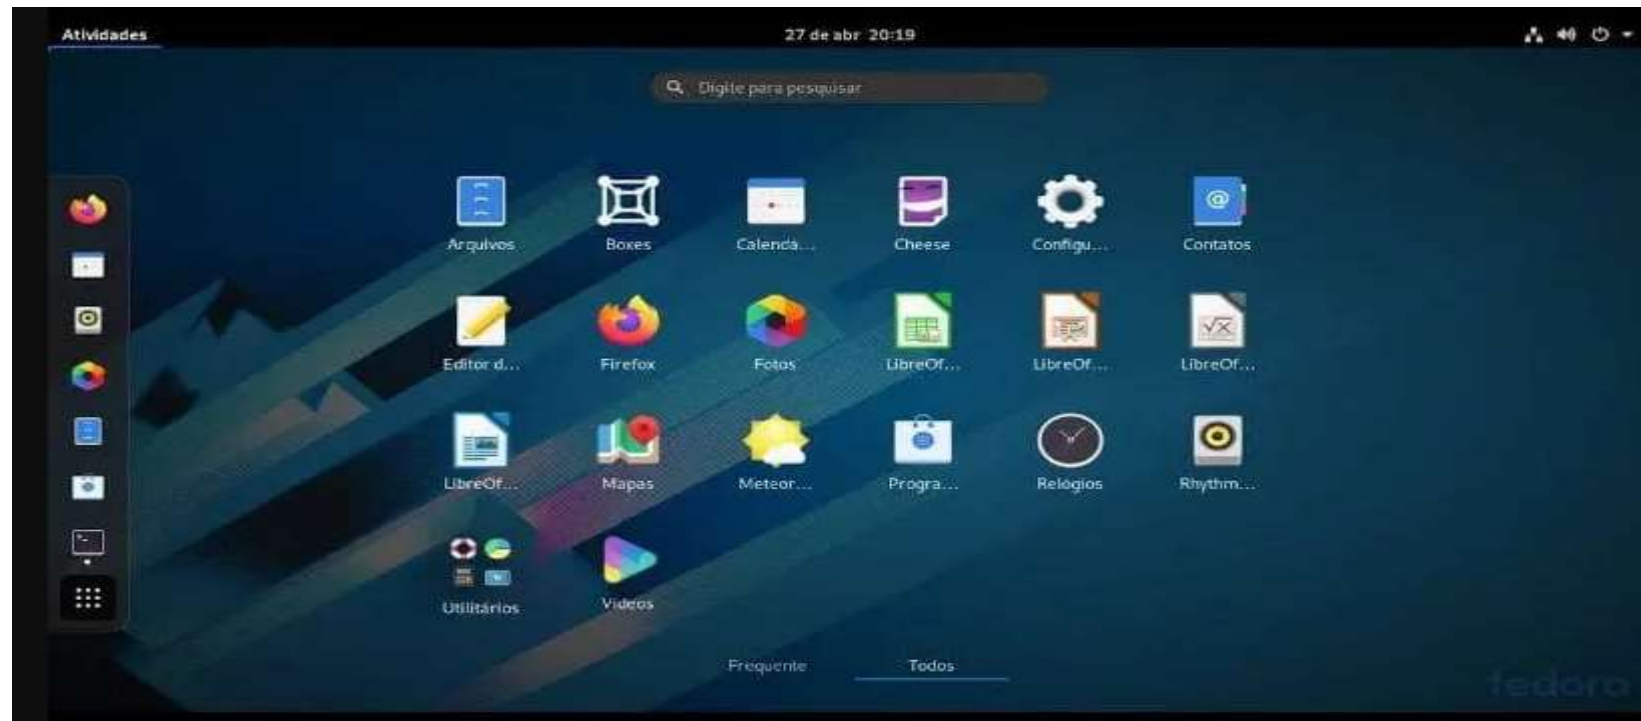 Atividades
27 de abr 20:19
Digite para pesquisar
Arquivos Boxes Calendá... Cheese Configu... Contatos
Editor d... Firefox Fotos LibreOf... LibreOf... LibreOf...
LibreOf... Mapas Meteor... Progra... Relógios Rhythm...
Utilitários Vídeos
Frequente Todos
fedora